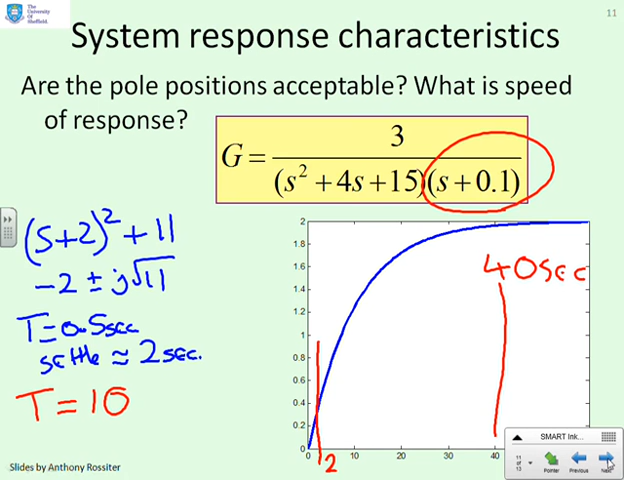 The
University
Of
Sheffield.
11
System response characteristics
Are the pole positions acceptable? What is speed
of response?
G = 3 / (s² + 4s + 15)(s + 0.1)
(s+2)² + 11
-2 ± j√11
T=0.5sec
settle ≈ 2sec.
T = 10
2
1.8
1.6
1.4
1.2
1
0.8
0.6
0.4
0.2
0
0 10 20 30 40
40sec
2
SMART Ink...
11
of
13
Pointer Previous Next
Slides by Anthony Rossiter